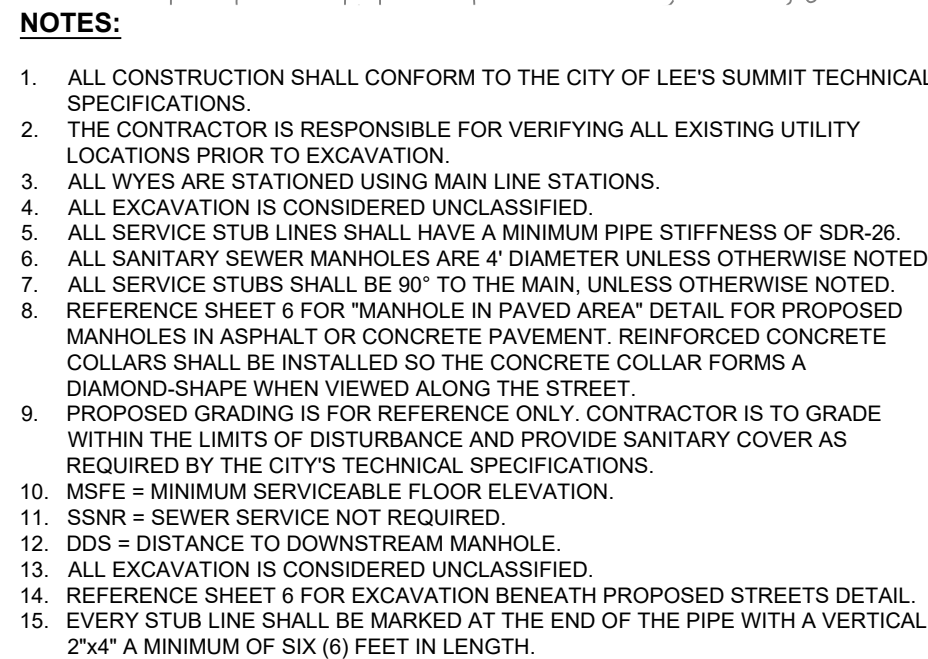 NOTES:
1. ALL CONSTRUCTION SHALL CONFORM TO THE CITY OF LEE'S SUMMIT TECHNICAL
SPECIFICATIONS.
2. THE CONTRACTOR IS RESPONSIBLE FOR VERIFYING ALL EXISTING UTILITY
LOCATIONS PRIOR TO EXCAVATION.
3. ALL WYES ARE STATIONED USING MAIN LINE STATIONS.
4. ALL EXCAVATION IS CONSIDERED UNCLASSIFIED.
5. ALL SERVICE STUB LINES SHALL HAVE A MINIMUM PIPE STIFFNESS OF SDR-26.
6. ALL SANITARY SEWER MANHOLES ARE 4' DIAMETER UNLESS OTHERWISE NOTED
7. ALL SERVICE STUBS SHALL BE 90° TO THE MAIN, UNLESS OTHERWISE NOTED.
8. REFERENCE SHEET 6 FOR "MANHOLE IN PAVED AREA" DETAIL FOR PROPOSED
MANHOLES IN ASPHALT OR CONCRETE PAVEMENT. REINFORCED CONCRETE
COLLARS SHALL BE INSTALLED SO THE CONCRETE COLLAR FORMS A
DIAMOND-SHAPE WHEN VIEWED ALONG THE STREET.
9. PROPOSED GRADING IS FOR REFERENCE ONLY. CONTRACTOR IS TO GRADE
WITHIN THE LIMITS OF DISTURBANCE AND PROVIDE SANITARY COVER AS
REQUIRED BY THE CITY'S TECHNICAL SPECIFICATIONS.
10. MSFE = MINIMUM SERVICEABLE FLOOR ELEVATION.
11. SSNR = SEWER SERVICE NOT REQUIRED.
12. DDS = DISTANCE TO DOWNSTREAM MANHOLE.
13. ALL EXCAVATION IS CONSIDERED UNCLASSIFIED.
14. REFERENCE SHEET 6 FOR EXCAVATION BENEATH PROPOSED STREETS DETAIL.
15. EVERY STUB LINE SHALL BE MARKED AT THE END OF THE PIPE WITH A VERTICAL
2"x4" A MINIMUM OF SIX (6) FEET IN LENGTH.